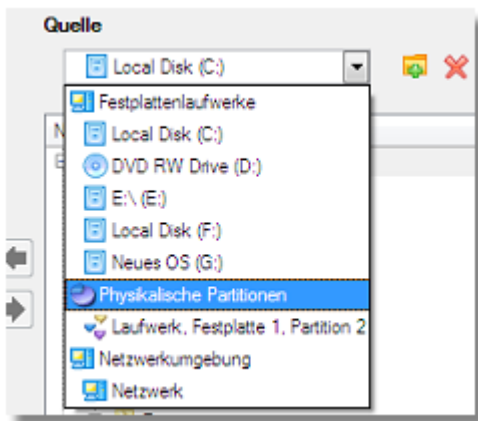 Quelle
Local Disk (C:)
Festplattenlaufwerke
Local Disk (C:)
DVD RW Drive (D:)
E:\ (E:)
Local Disk (F:)
Neues OS (G:)
Physikalische Partitionen
Laufwerk, Festplatte 1, Partition 2
Netzwerkumgebung
Netzwerk